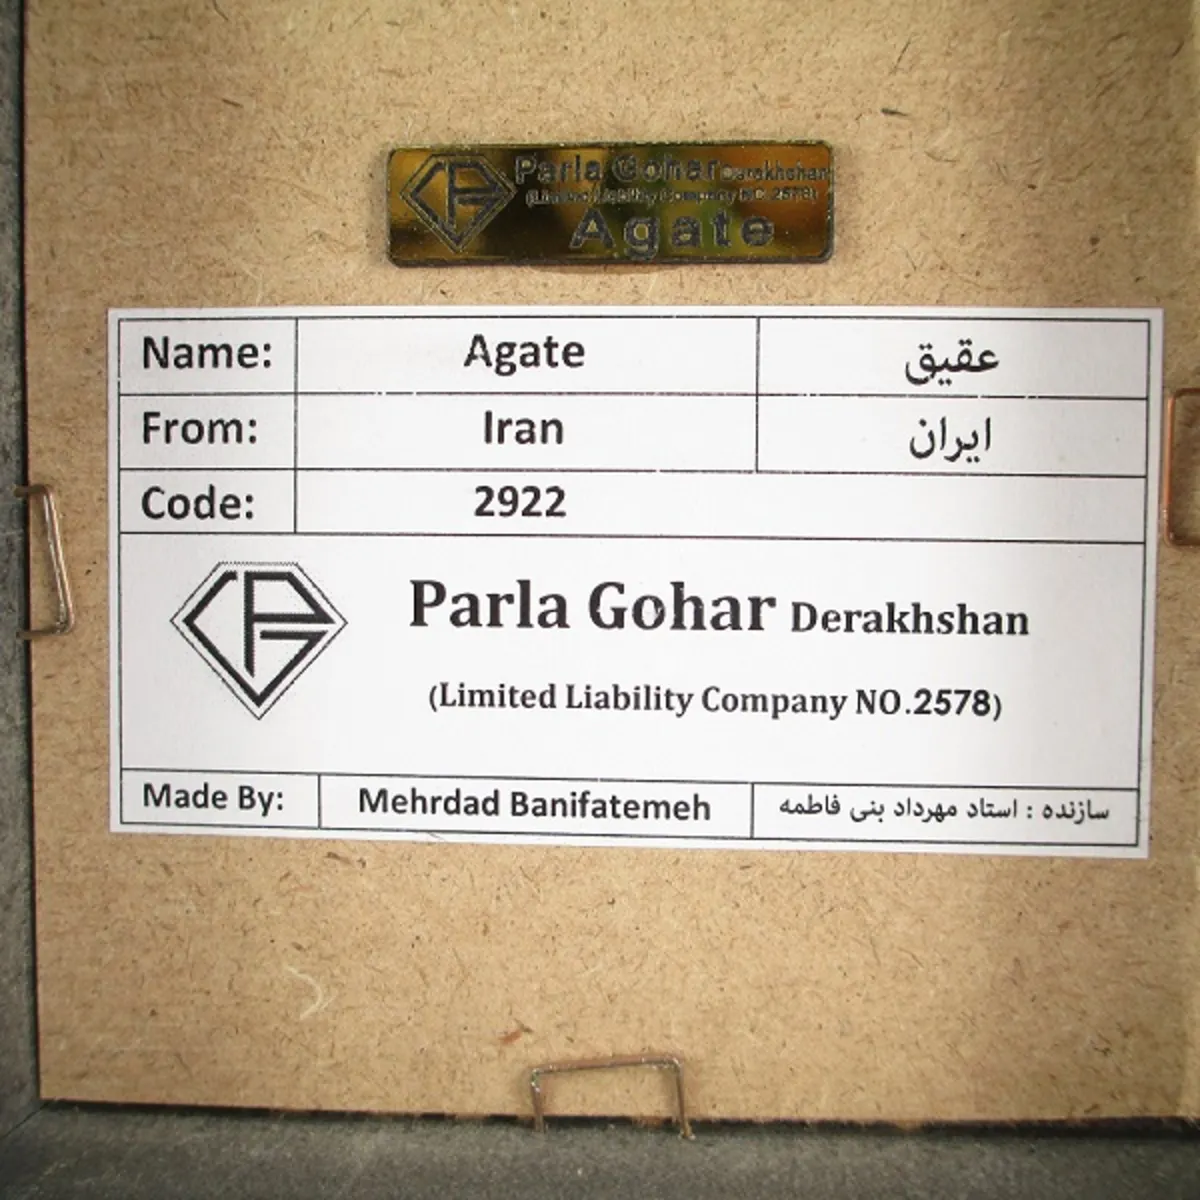 Parla Gohar Darakhshan
(Limited Liability Company NO.2578)
Agate
Name: Agate عقیق
From: Iran ایران
Code: 2922
Parla Gohar Derakhshan
(Limited Liability Company NO.2578)
Made By: Mehrdad Banifatemeh سازنده : استاد مهرداد بنی فاطمه